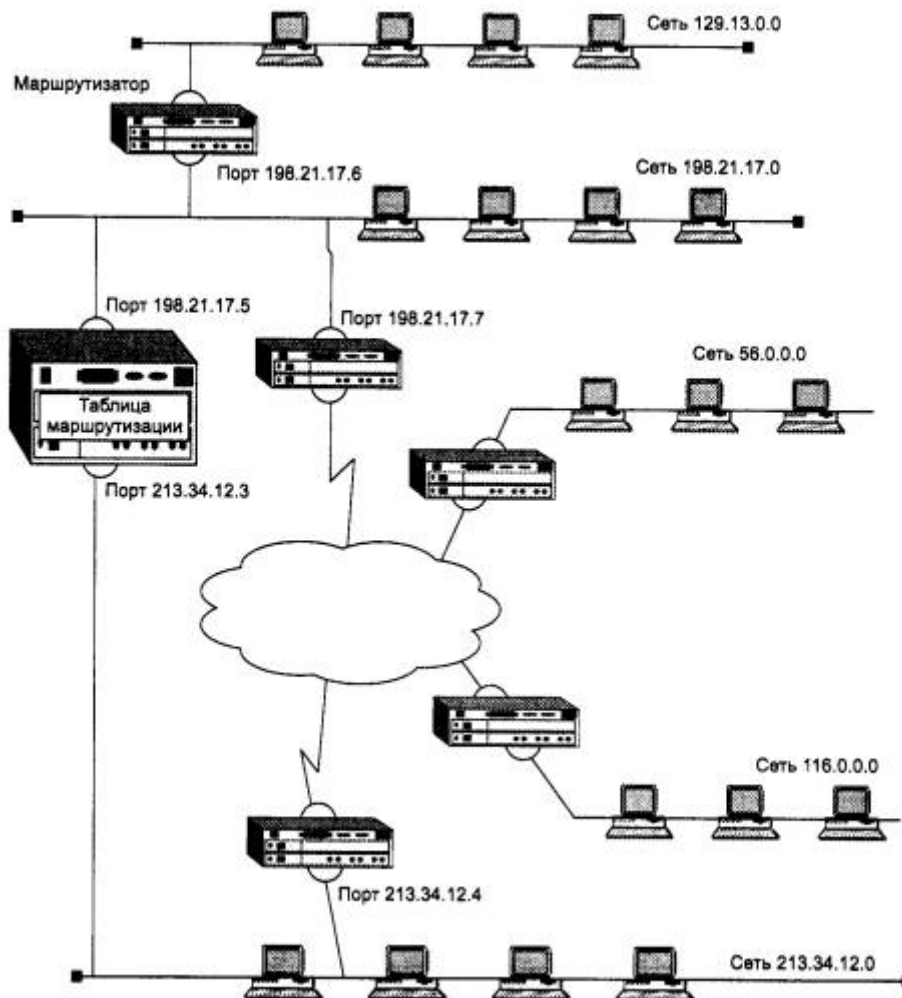 Сеть 129.13.0.0
Маршрутизатор
Порт 198.21.17.6
Сеть 198.21.17.0
Порт 198.21.17.5
Порт 198.21.17.7
Сеть 56.0.0.0
Таблица
маршрутизации
Порт 213.34.12.3
Сеть 116.0.0.0
Порт 213.34.12.4
Сеть 213.34.12.0